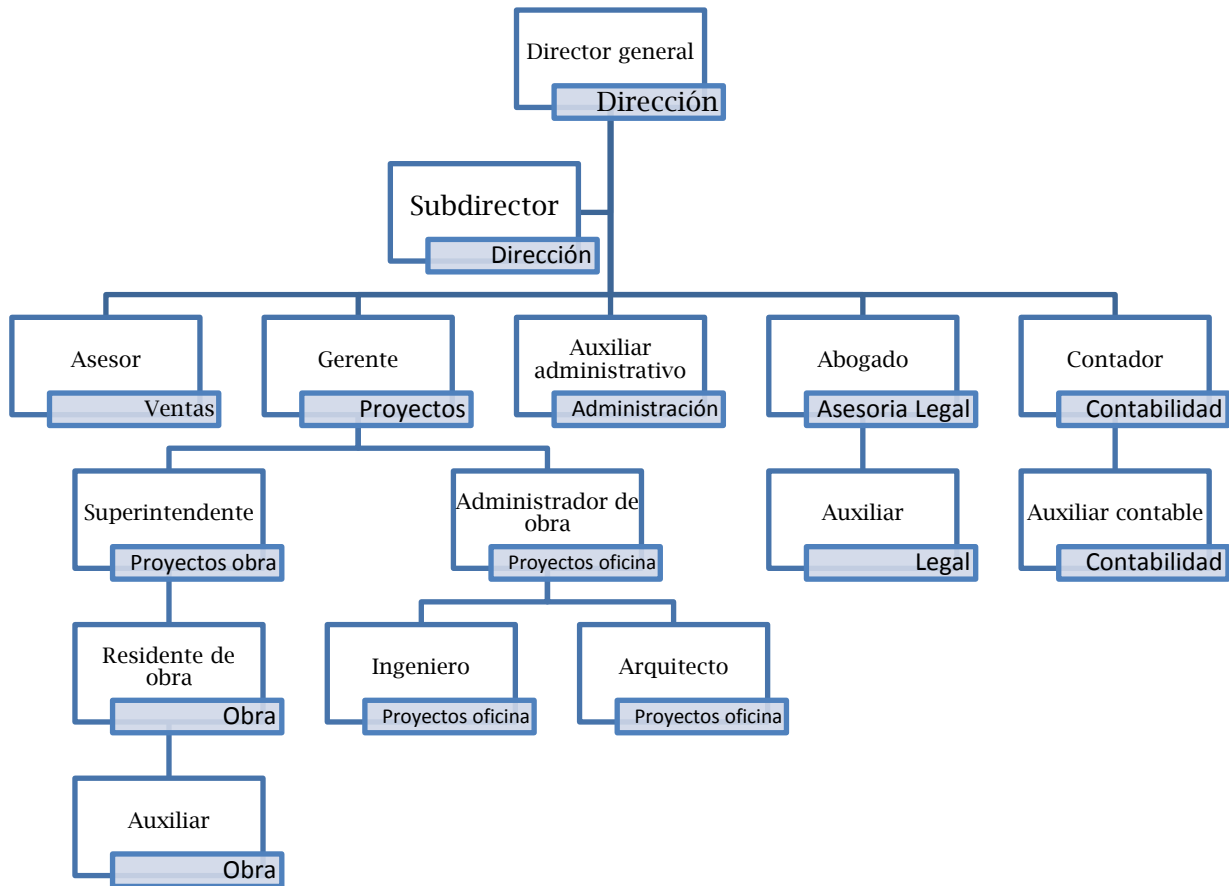 Director general
Dirección
Subdirector
Dirección
Asesor
Ventas
Gerente
Proyectos
Auxiliar
administrativo
Administración
Abogado
Asesoria Legal
Contador
Contabilidad
Superintendente
Proyectos obra
Administrador de
obra
Proyectos oficina
Auxiliar
Legal
Auxiliar contable
Contabilidad
Residente de
obra
Obra
Ingeniero
Proyectos oficina
Arquitecto
Proyectos oficina
Auxiliar
Obra